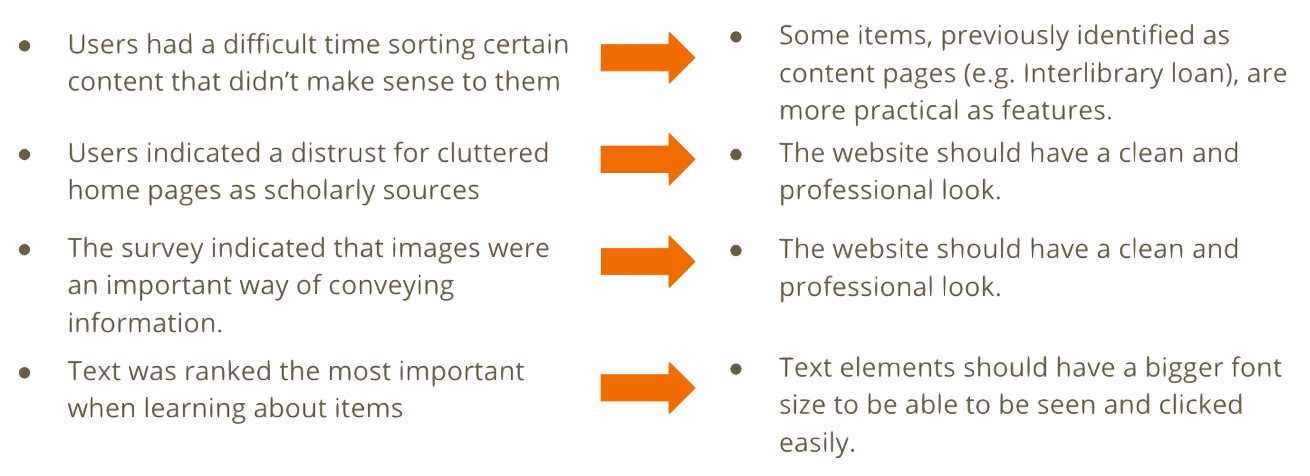 ● Users had a difficult time sorting certain
content that didn't make sense to them
● Some items, previously identified as
content pages (e.g. Interlibrary loan), are
more practical as features.
● Users indicated a distrust for cluttered
home pages as scholarly sources
● The website should have a clean and
professional look.
● The survey indicated that images were
an important way of conveying
information.
● The website should have a clean and
professional look.
● Text was ranked the most important
when learning about items
● Text elements should have a bigger font
size to be able to be seen and clicked
easily.